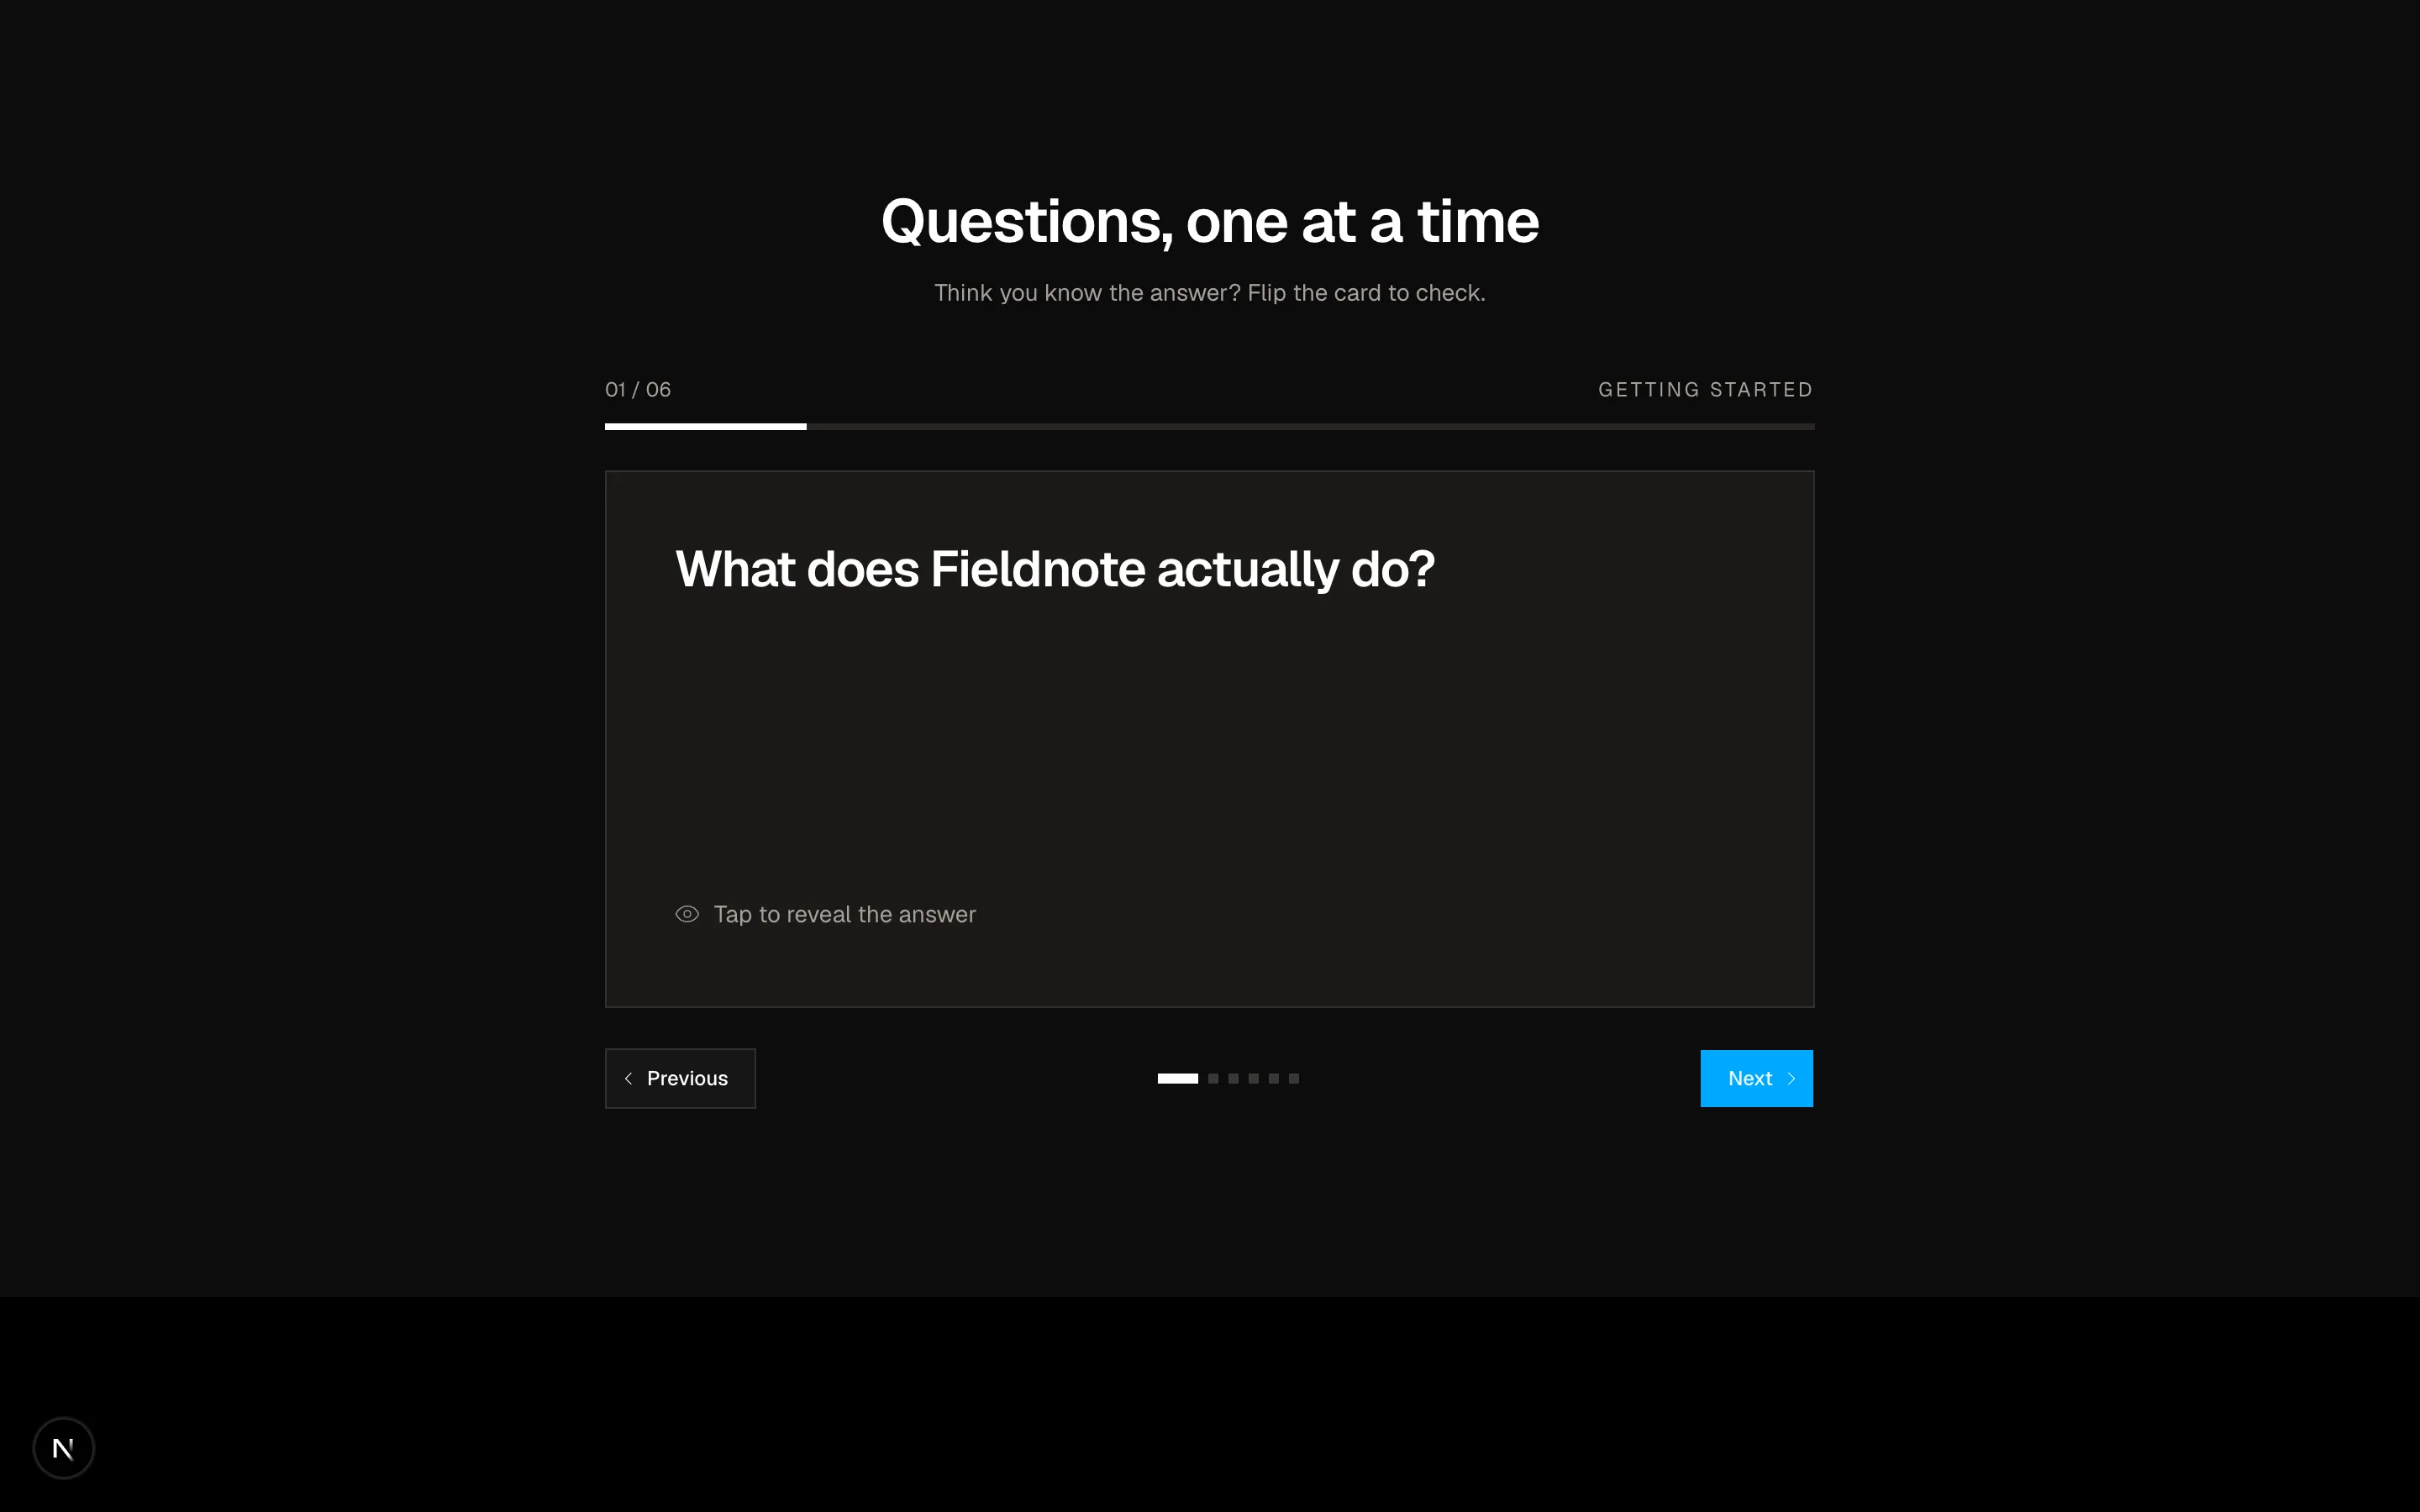 Questions, one at a time
Think you know the answer? Flip the card to check.
01 / 06
GETTING STARTED
What does Fieldnote actually do?
Tap to reveal the answer
Previous
Next
N